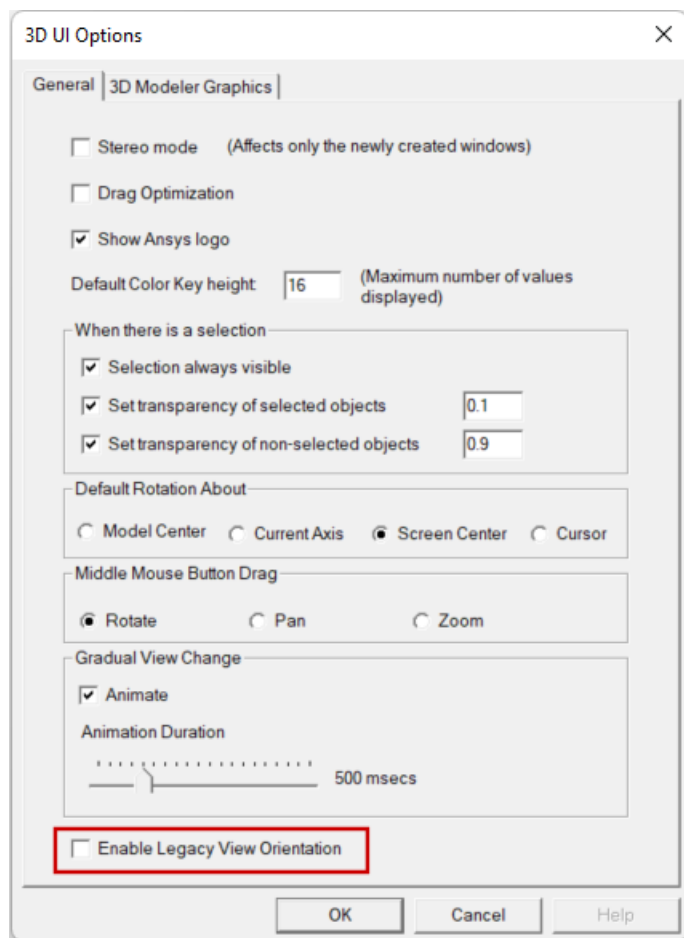 3D UI Options
General 3D Modeler Graphics
Stereo mode (Affects only the newly created windows)
Drag Optimization
Show Ansys logo
Default Color Key height: 16 (Maximum number of values
displayed)
When there is a selection
Selection always visible
Set transparency of selected objects 0.1
Set transparency of non-selected objects 0.9
Default Rotation About
Model Center Current Axis Screen Center Cursor
Middle Mouse Button Drag
Rotate Pan Zoom
Gradual View Change
Animate
Animation Duration
500 msecs
Enable Legacy View Orientation
OK Cancel Help